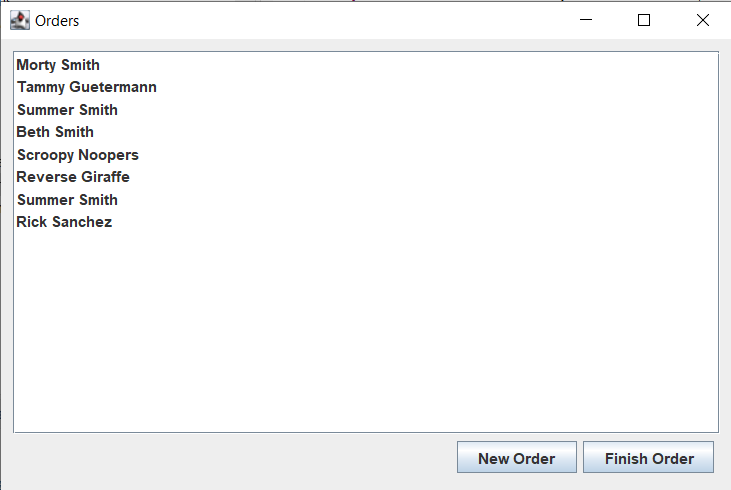 Orders
Morty Smith
Tammy Guetermann
Summer Smith
Beth Smith
Scroopy Noopers
Reverse Giraffe
Summer Smith
Rick Sanchez
New Order Finish Order